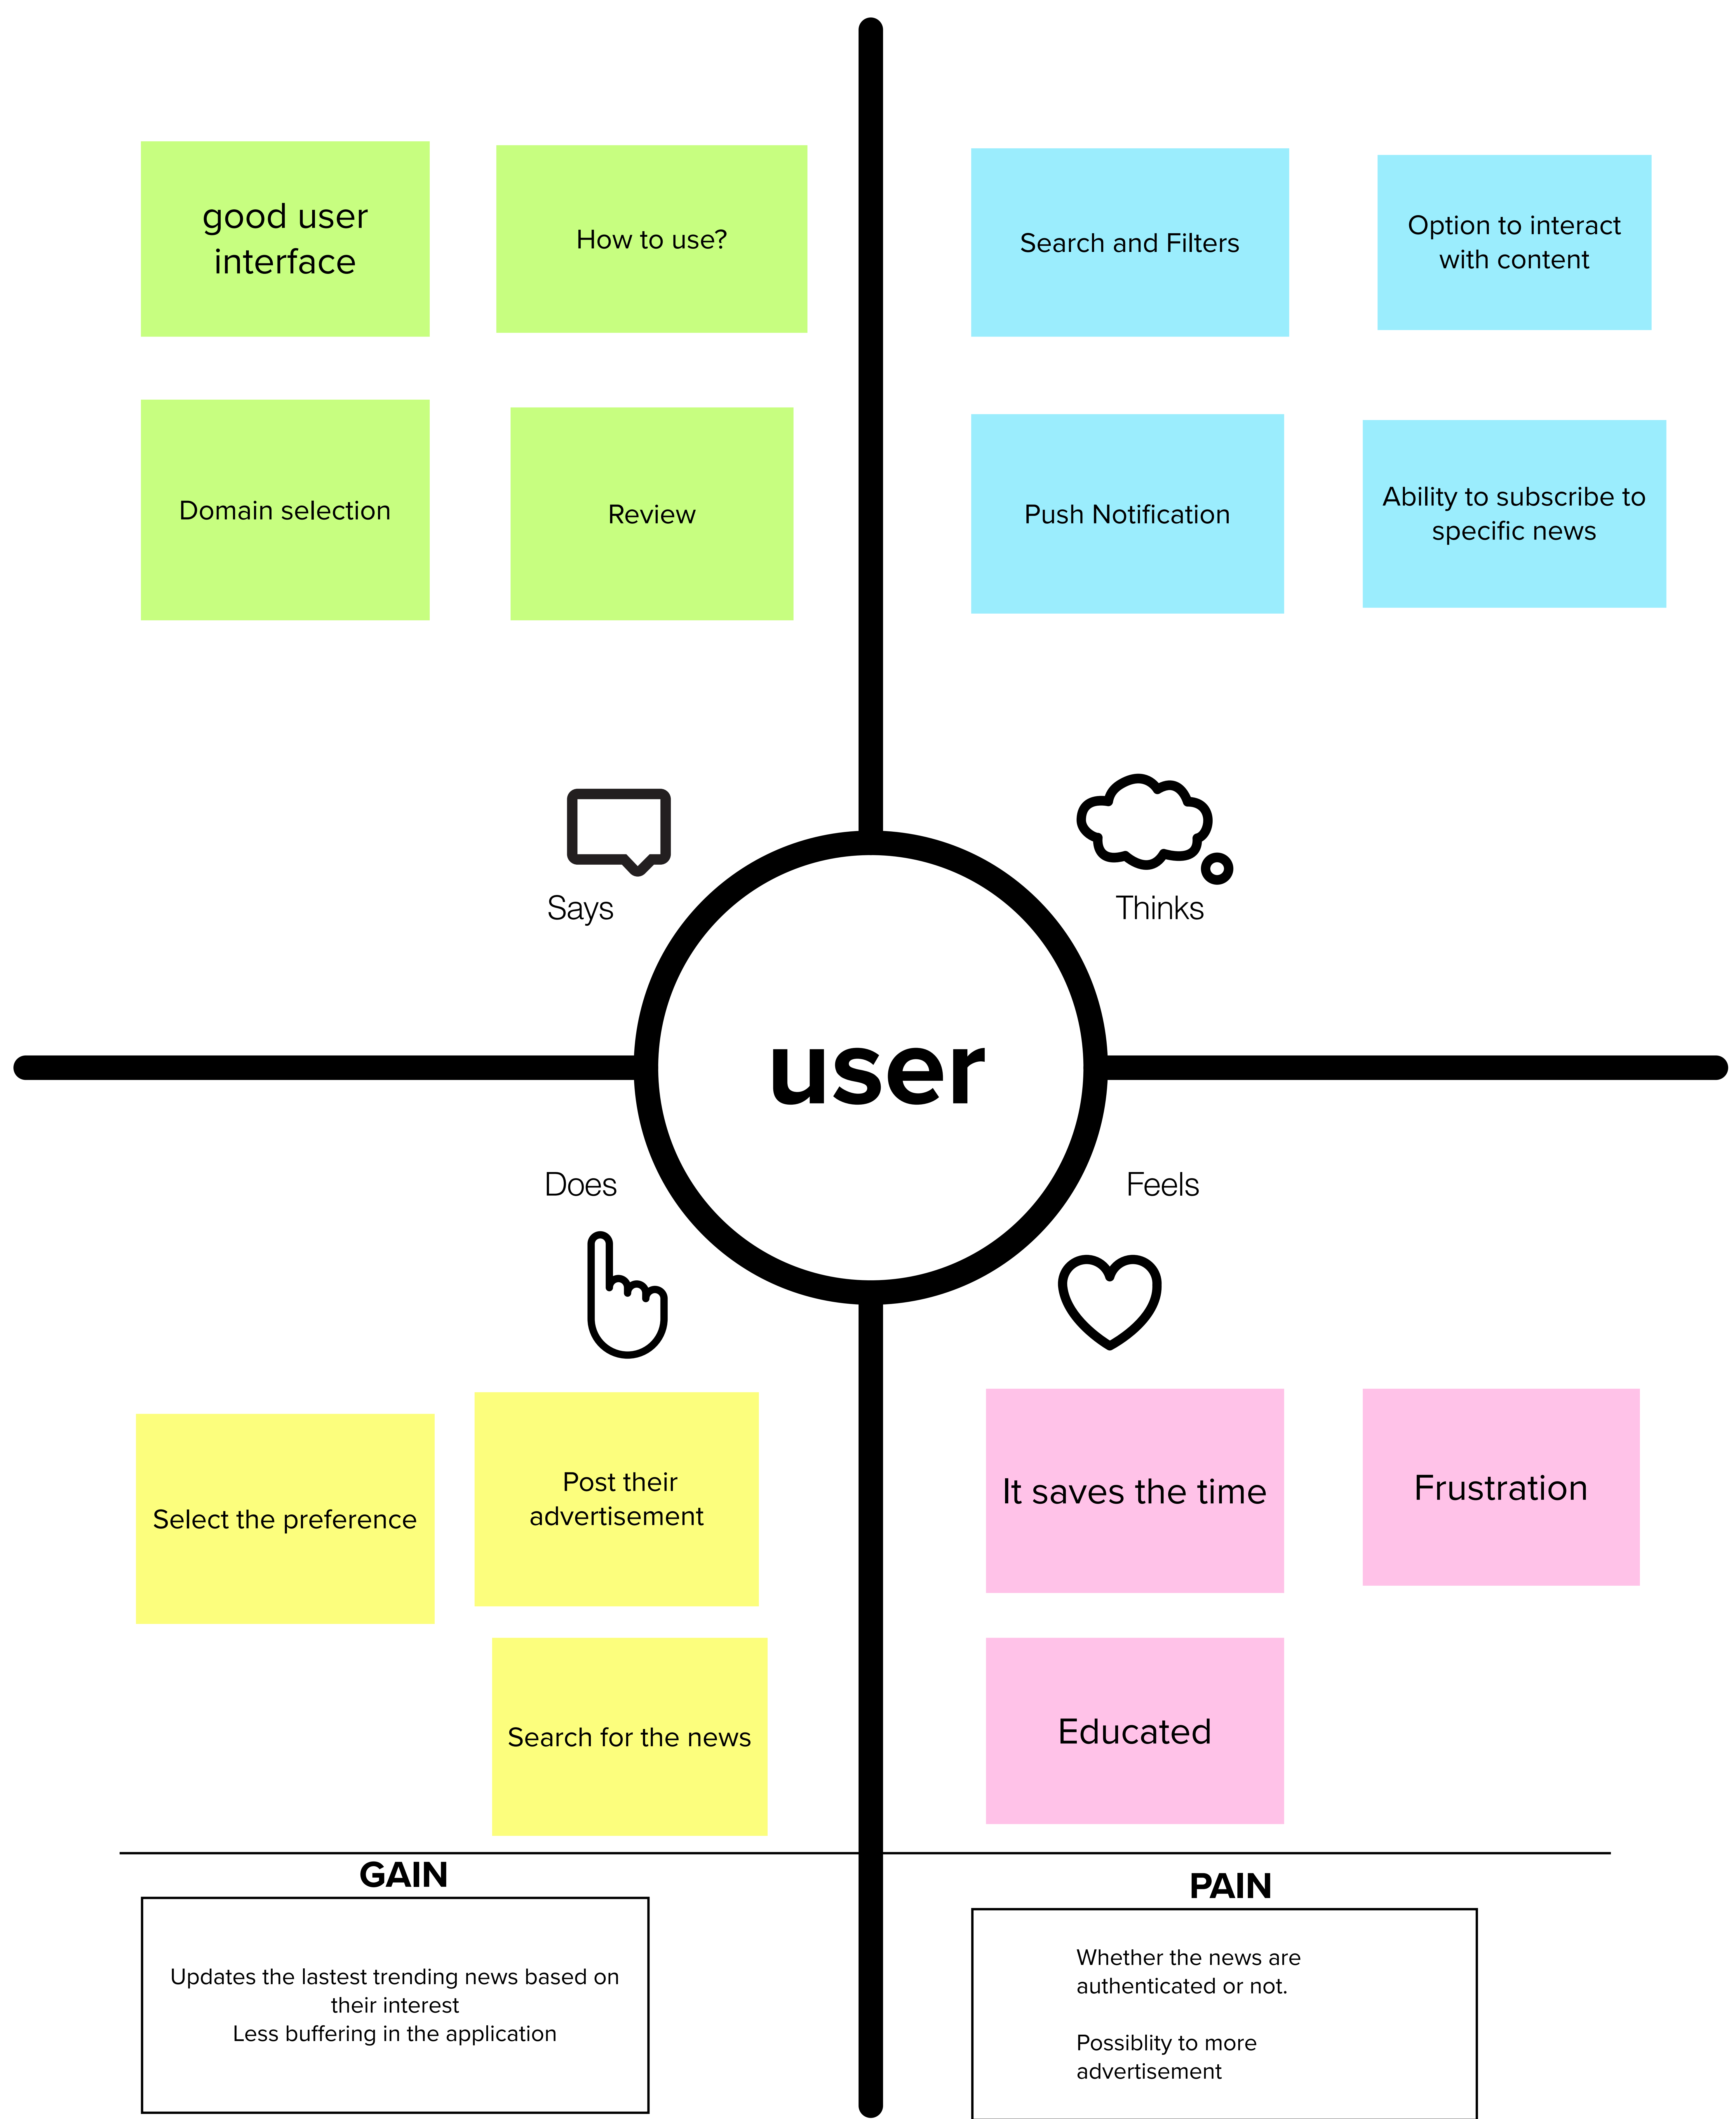 good user
interface
How to use?
Domain selection
Review
Search and Filters
Option to interact
with content
Push Notification
Ability to subscribe to
specific news
Says
Thinks
user
Does
Feels
Select the preference
Post their
advertisement
Search for the news
It saves the time
Frustration
Educated
GAIN
Updates the lastest trending news based on
their interest
Less buffering in the application
PAIN
Whether the news are
authenticated or not.
Possiblity to more
advertisement